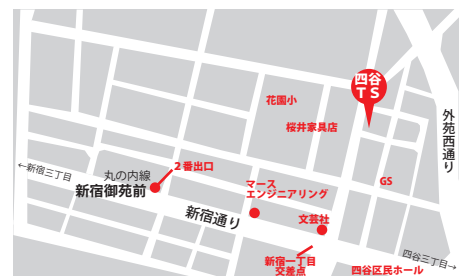 四谷
TS
花園小
桜井家具店
外苑西通り
←新宿三丁目
丸の内線
新宿御苑前
2番出口
マース
エンジニアリング
GS
新宿通り
文芸社
新宿一丁目
交差点
四谷三丁目→
四谷区民ホール